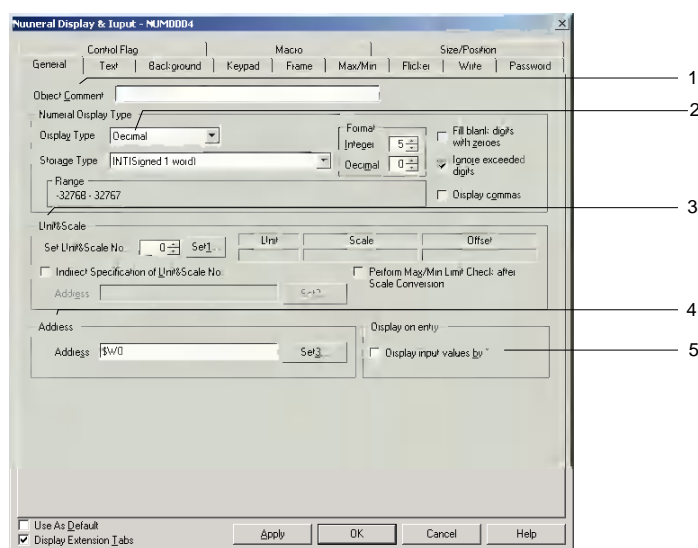 Nuuneral Display & Iuput - NUM0004
Control Flag Macro Size/Position
General Text Background Keypad Frame Max/Min Flicker Write Password
1
Object Comment
2
Numeral Display Type
Display Type Decimal
Format
Integer 5
Decimal 0
Fill blank digits
with zeroes
Storage Type INT(Signed 1 word)
Ignore exceeded
digits
Range
-32768 - 32767
Display commas
3
Unit&Scale
Set Unit&Scale No. 0 Set1...
Unit Scale Offset
Indirect Specification of Unit&Scale No.
Perform Max/Min Limit Check after
Scale Conversion
Address Set2...
4
Address
Address $W0 Set3...
Display on entry
Display input values by *
5
Use As Default
Display Extension Tabs
Apply OK Cancel Help